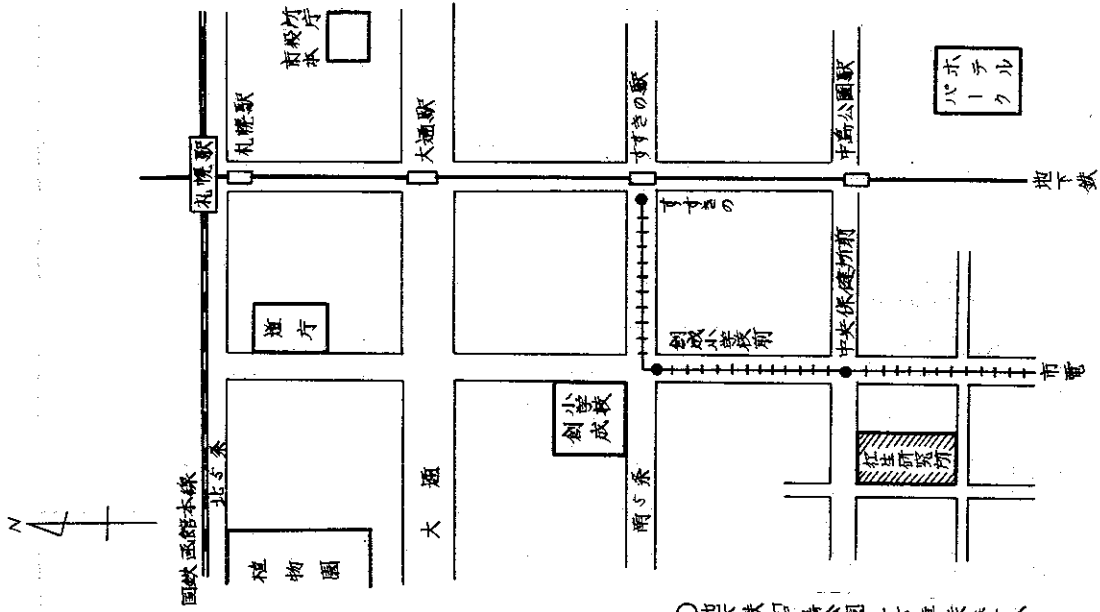 N
国鉄函館本線
北5条
札幌駅
札幌駅
市役所
本庁
道庁
植物園
大通
大通駅
創成
小学校
創成小学校前
南5条
すすきの駅
すすきの
中島公園駅
中央保健所前
パーク
ホテル
衛生研究所
市電
地下鉄